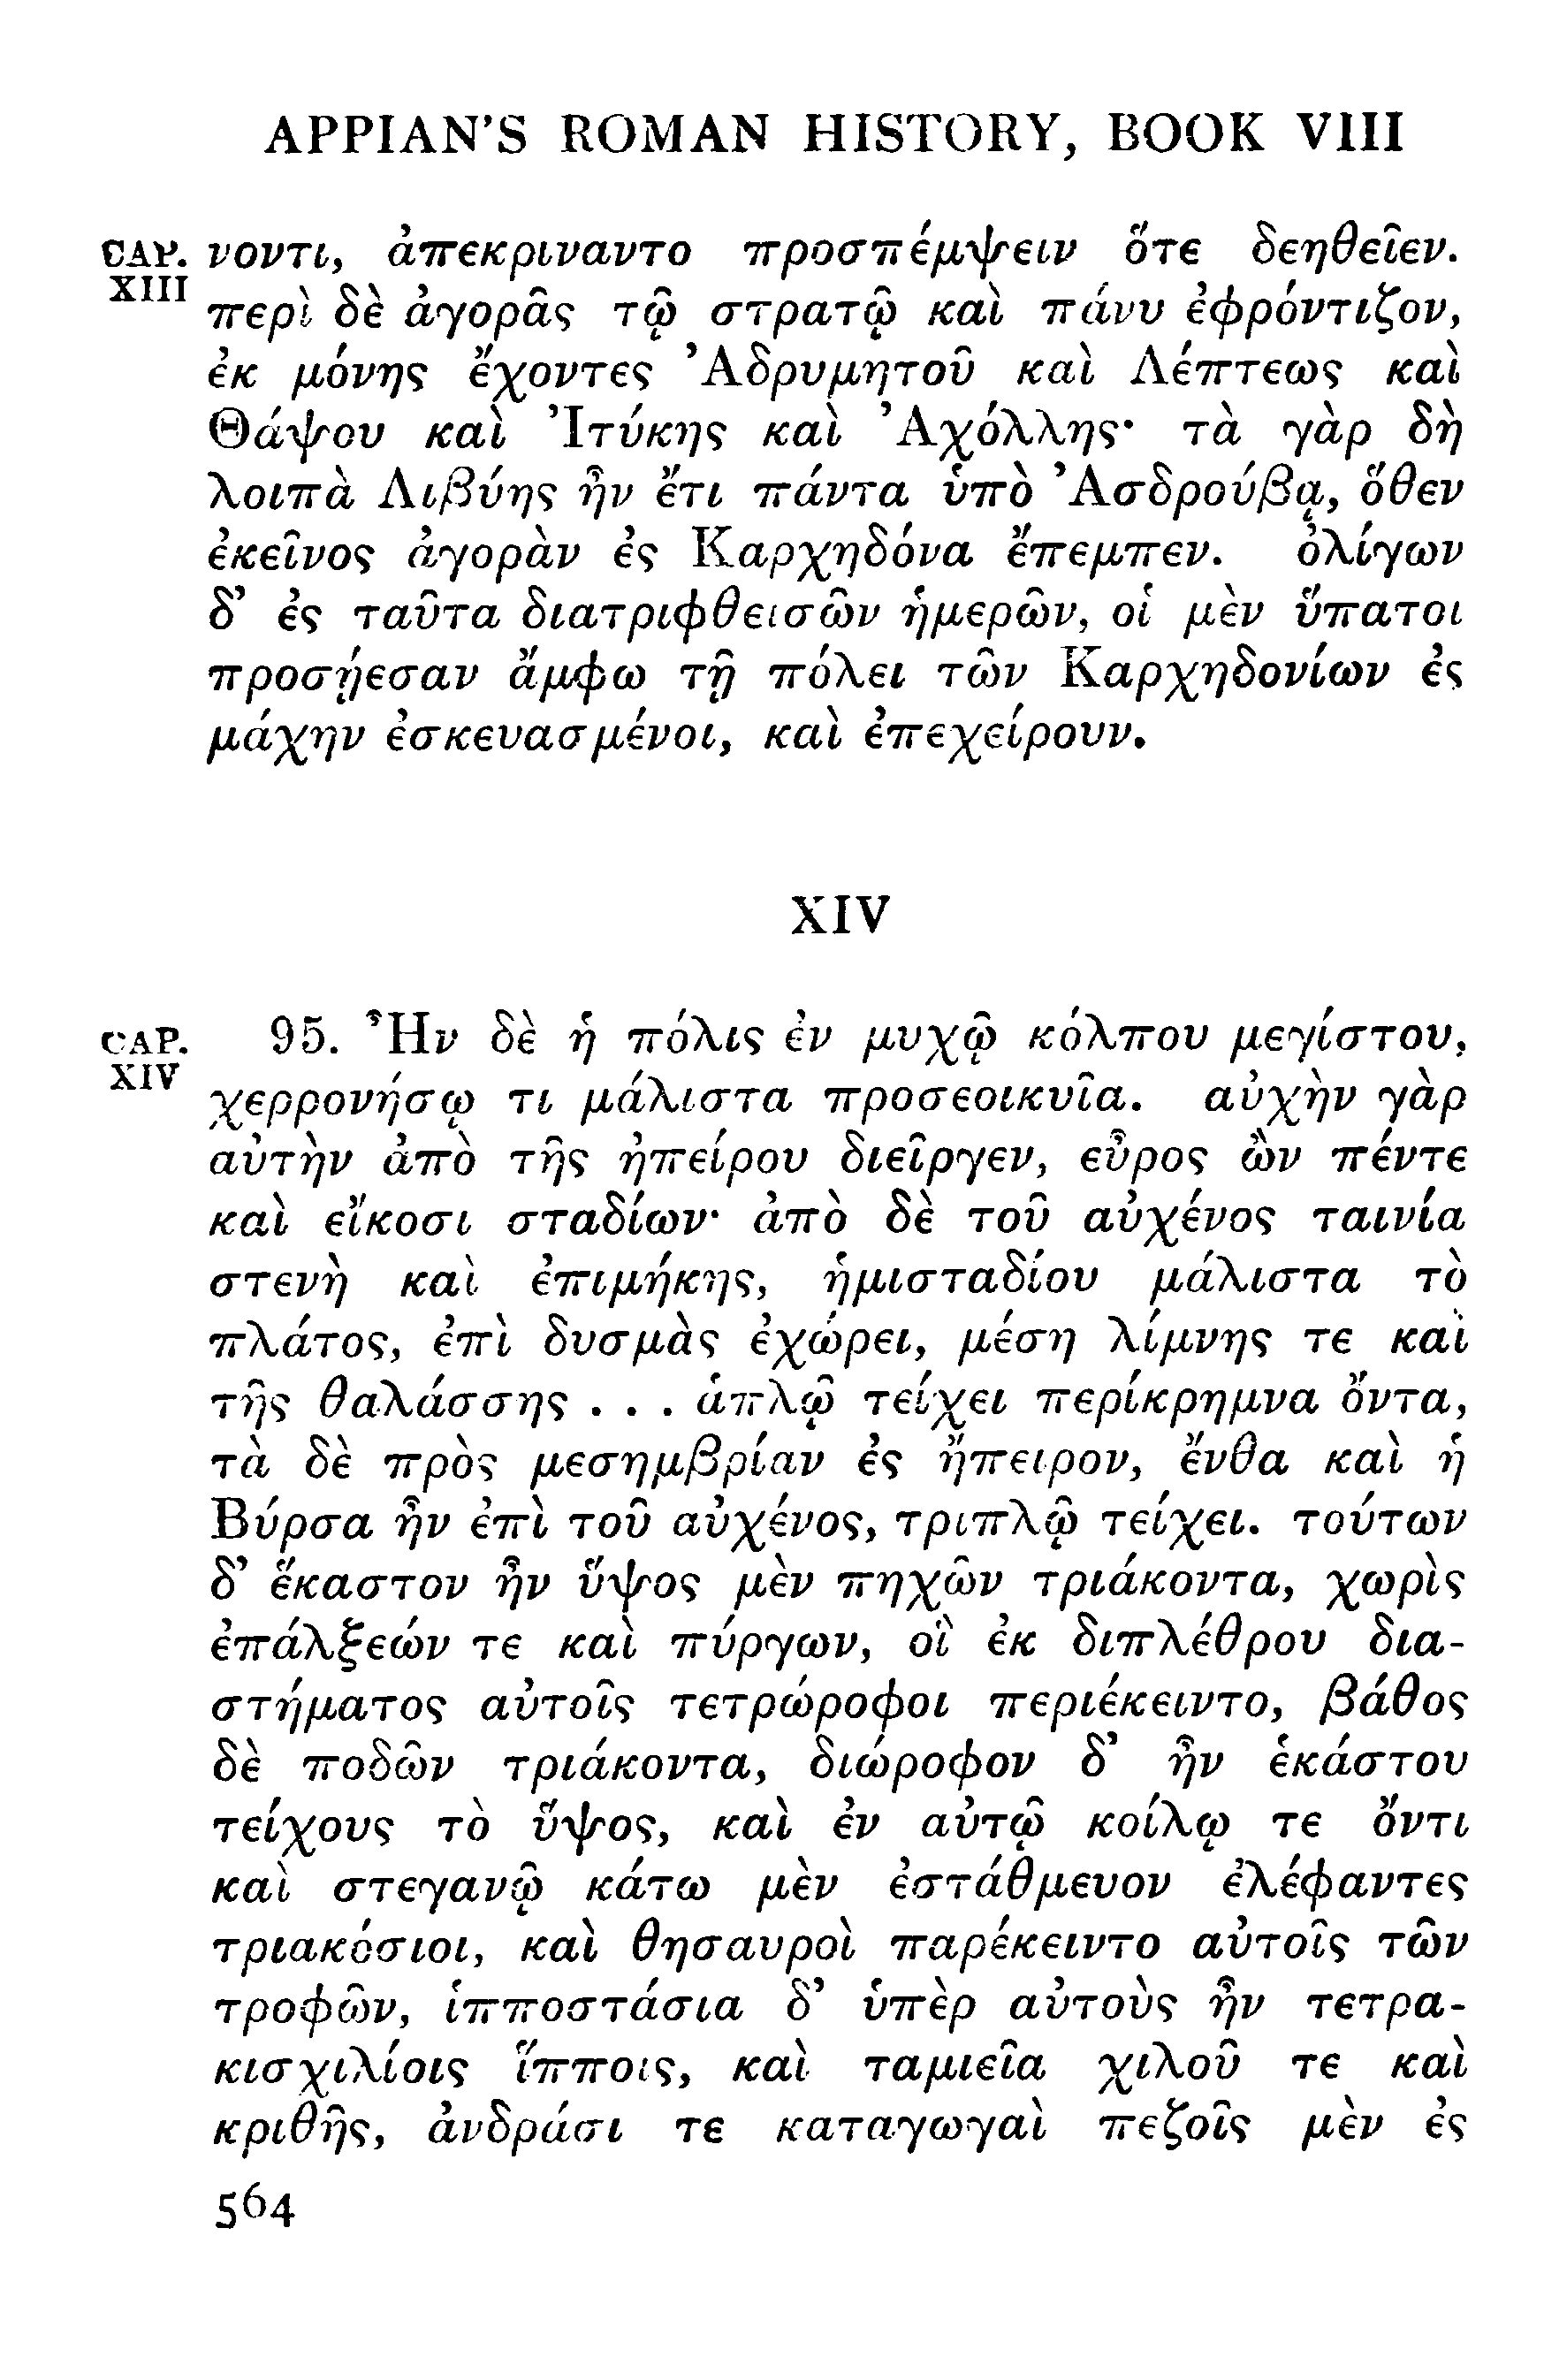 APPIAN'S ROMAN HISTORY, BOOK VIII
CAP. XIII
νοντι, ἀπεκριναντο προσπέμψειν ὅτε δεηθεῖεν.
περὶ δὲ ἀγορᾶς τῷ στρατῷ καὶ πάνυ ἐφρόντιζον,
ἐκ μόνης ἔχοντες Ἀδρυμητοῦ καὶ Λέπτεως καὶ
Θάψου καὶ Ἰτύκης καὶ Ἀχόλλης· τὰ γὰρ δὴ
λοιπὰ Λιβύης ἦν ἔτι πάντα ὑπὸ Ἀσδρούβᾳ, ὅθεν
ἐκεῖνος ἀγορὰν ἐς Καρχηδόνα ἔπεμπεν. ὀλίγων
δ' ἐς ταῦτα διατριφθεισῶν ἡμερῶν, οἱ μὲν ὕπατοι
προσῄεσαν ἄμφω τῇ πόλει τῶν Καρχηδονίων ἐς
μάχην ἐσκευασμένοι, καὶ ἐπεχείρουν.
XIV
CAP. XIV
95. Ἦν δὲ ἡ πόλις ἐν μυχῷ κόλπου μεγίστου,
χερρονήσῳ τι μάλιστα προσεοικυῖα. αὐχὴν γὰρ
αὐτὴν ἀπὸ τῆς ἠπείρου διεῖργεν, εὖρος ὢν πέντε
καὶ εἴκοσι σταδίων· ἀπὸ δὲ τοῦ αὐχένος ταινία
στενὴ καὶ ἐπιμήκης, ἡμισταδίου μάλιστα τὸ
πλάτος, ἐπὶ δυσμὰς ἐχώρει, μέση λίμνης τε καὶ
τῆς θαλάσσης . . . ἁπλῷ τείχει περίκρημνα ὄντα,
τὰ δὲ πρὸς μεσημβρίαν ἐς ἤπειρον, ἔνθα καὶ ἡ
Βύρσα ἦν ἐπὶ τοῦ αὐχένος, τριπλῷ τείχει. τούτων
δ' ἕκαστον ἦν ὕψος μὲν πηχῶν τριάκοντα, χωρὶς
ἐπάλξεών τε καὶ πύργων, οἳ ἐκ διπλέθρου δια-
στήματος αὐτοῖς τετρώροφοι περιέκειντο, βάθος
δὲ ποδῶν τριάκοντα, διώροφον δ' ἦν ἑκάστου
τείχους τὸ ὕψος, καὶ ἐν αὐτῷ κοίλῳ τε ὄντι
καὶ στεγανῷ κάτω μὲν ἐστάθμευον ἐλέφαντες
τριακόσιοι, καὶ θησαυροὶ παρέκειντο αὐτοῖς τῶν
τροφῶν, ἱπποστάσια δ' ὑπὲρ αὐτοὺς ἦν τετρα-
κισχιλίοις ἵπποις, καὶ ταμιεῖα χιλοῦ τε καὶ
κριθῆς, ἀνδράσι τε καταγωγαὶ πεζοῖς μὲν ἐς
564